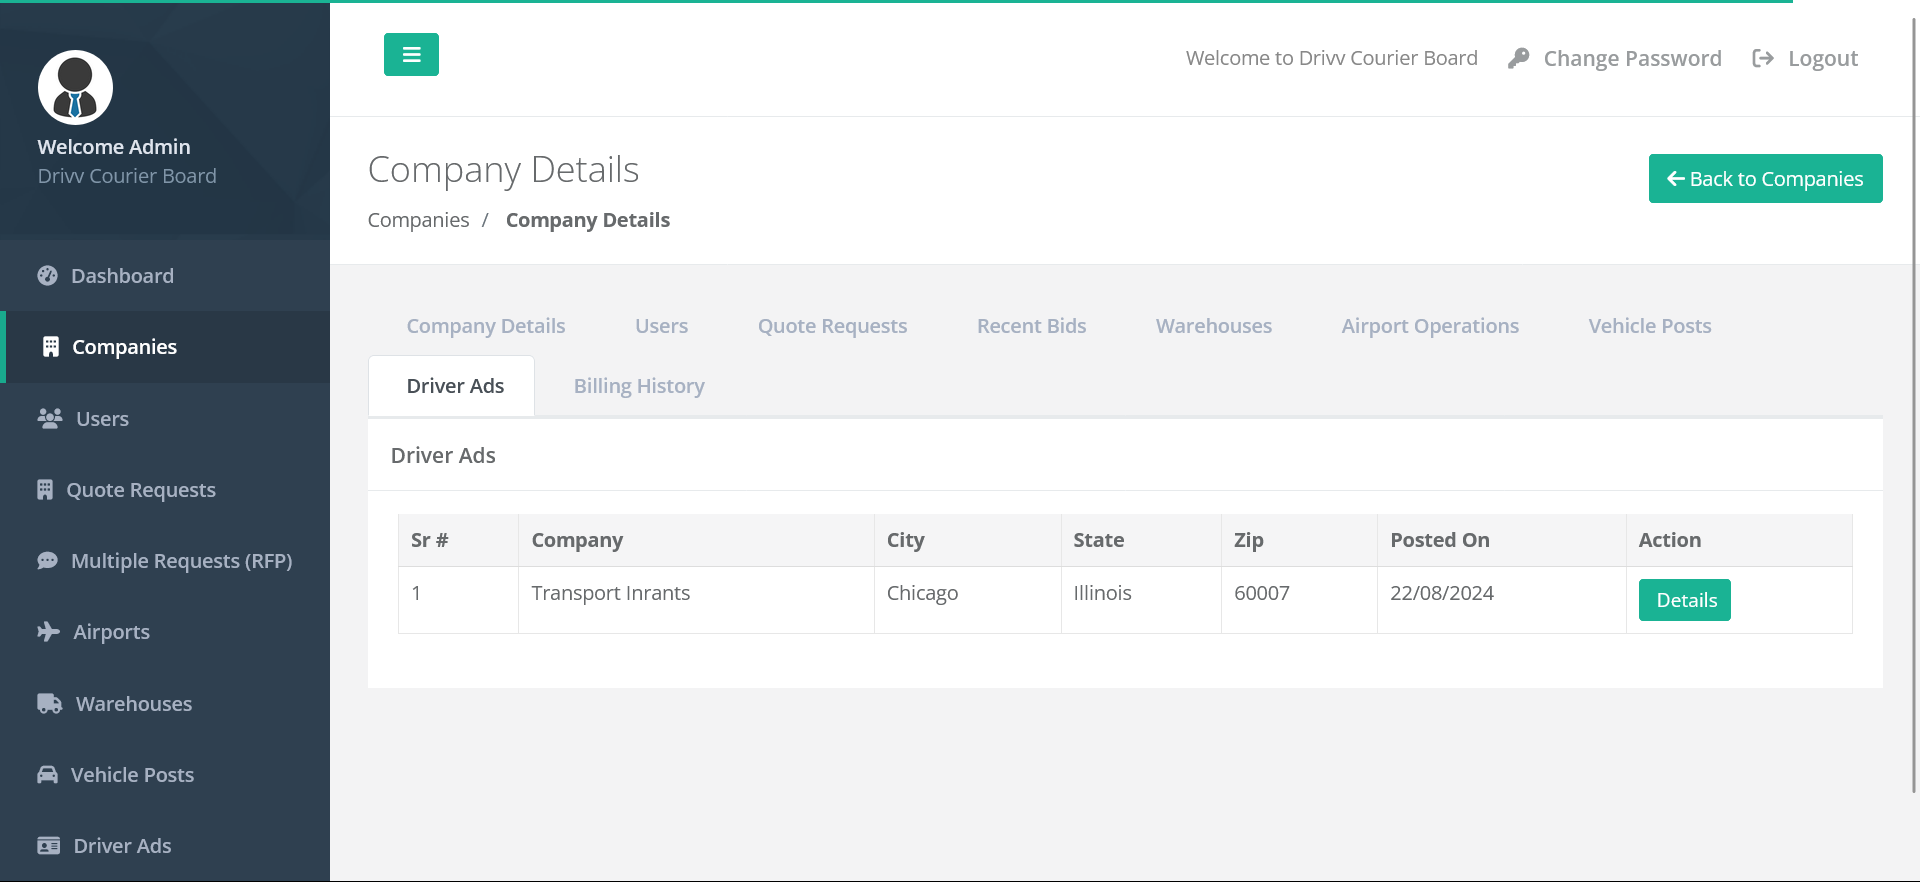 Welcome to Drivv Courier Board Change Password Logout
Welcome Admin
Drivv Courier Board
Dashboard
Companies
Users
Quote Requests
Multiple Requests (RFP)
Airports
Warehouses
Vehicle Posts
Driver Ads
Company Details
Back to Companies
Companies / Company Details
Company Details Users Quote Requests Recent Bids Warehouses Airport Operations Vehicle Posts
Driver Ads Billing History
Driver Ads
Sr # Company City State Zip Posted On Action
1 Transport Inrants Chicago Illinois 60007 22/08/2024 Details